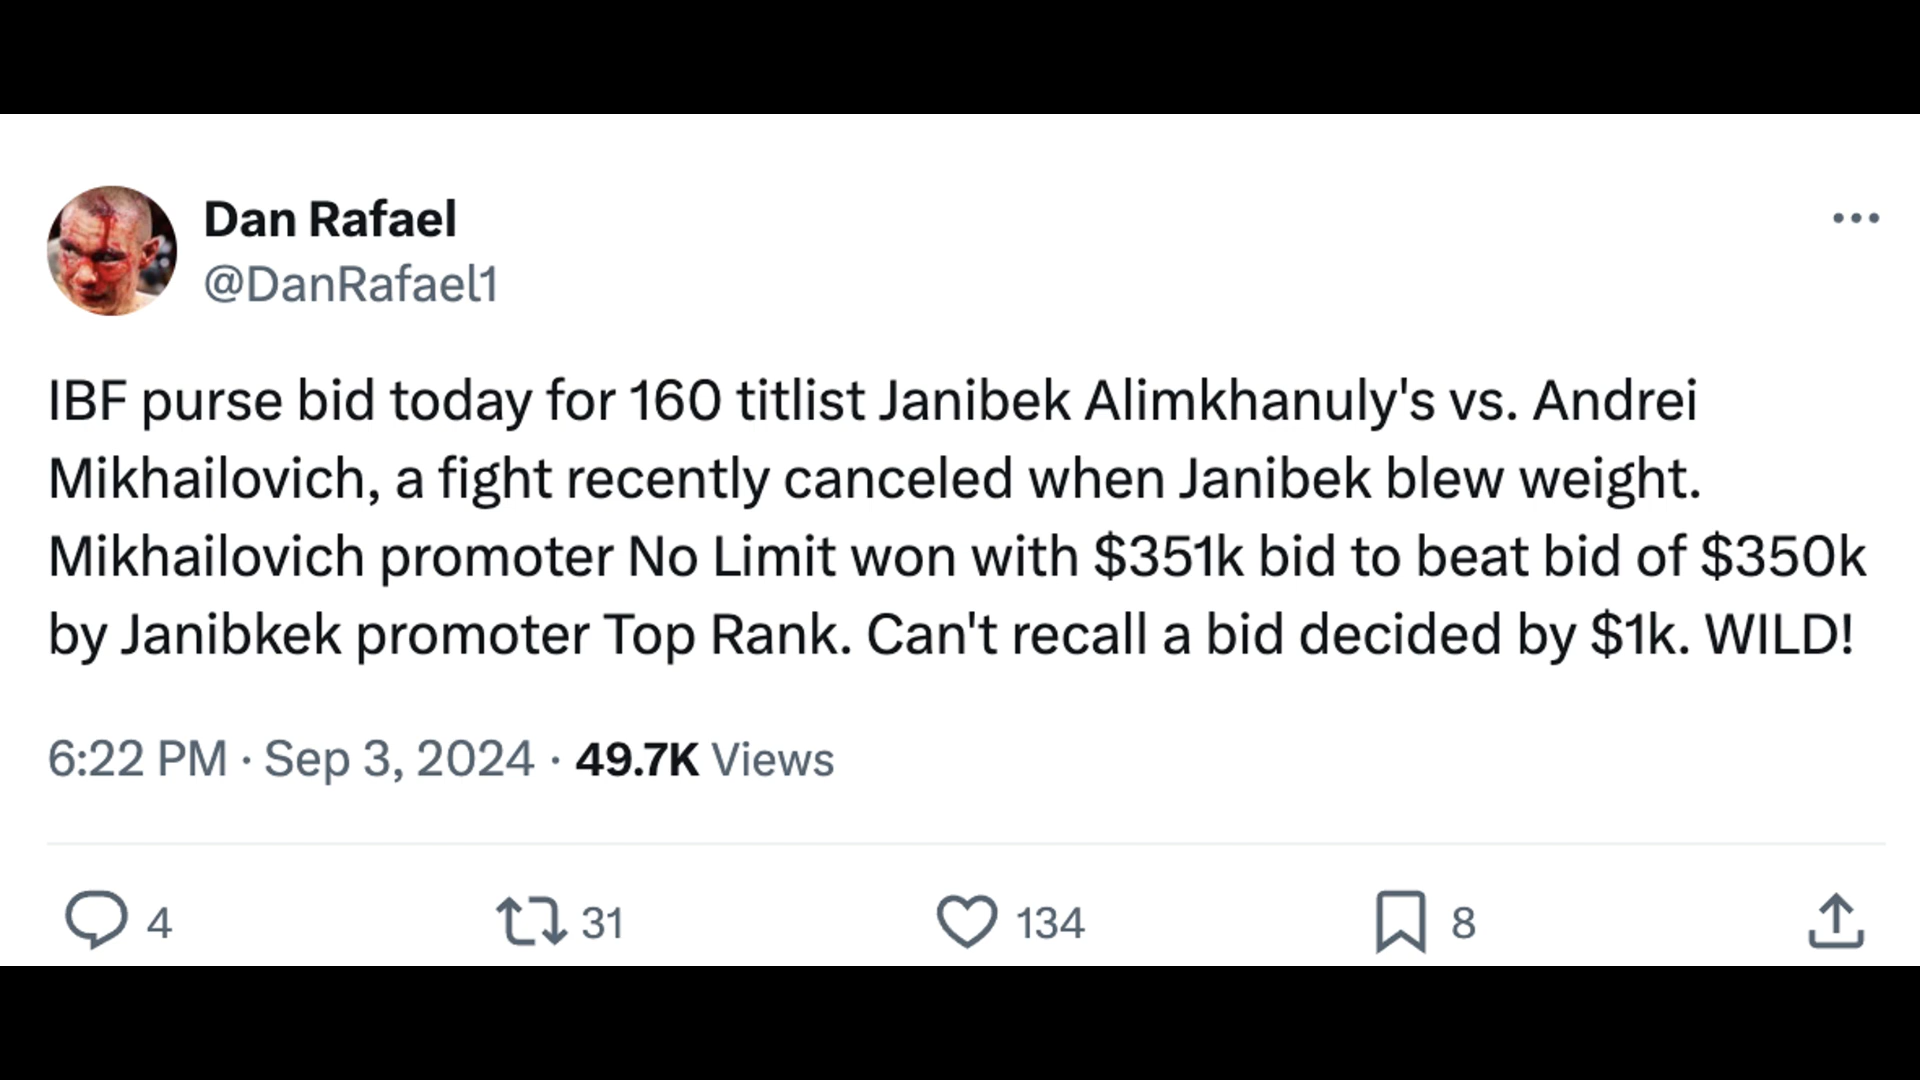 Dan Rafael
@DanRafael1
IBF purse bid today for 160 titlist Janibek Alimkhanuly's vs. Andrei
Mikhailovich, a fight recently canceled when Janibek blew weight.
Mikhailovich promoter No Limit won with $351k bid to beat bid of $350k
by Janibkek promoter Top Rank. Can't recall a bid decided by $1k. WILD!
6:22 PM · Sep 3, 2024 · 49.7K Views
4 31 134 8